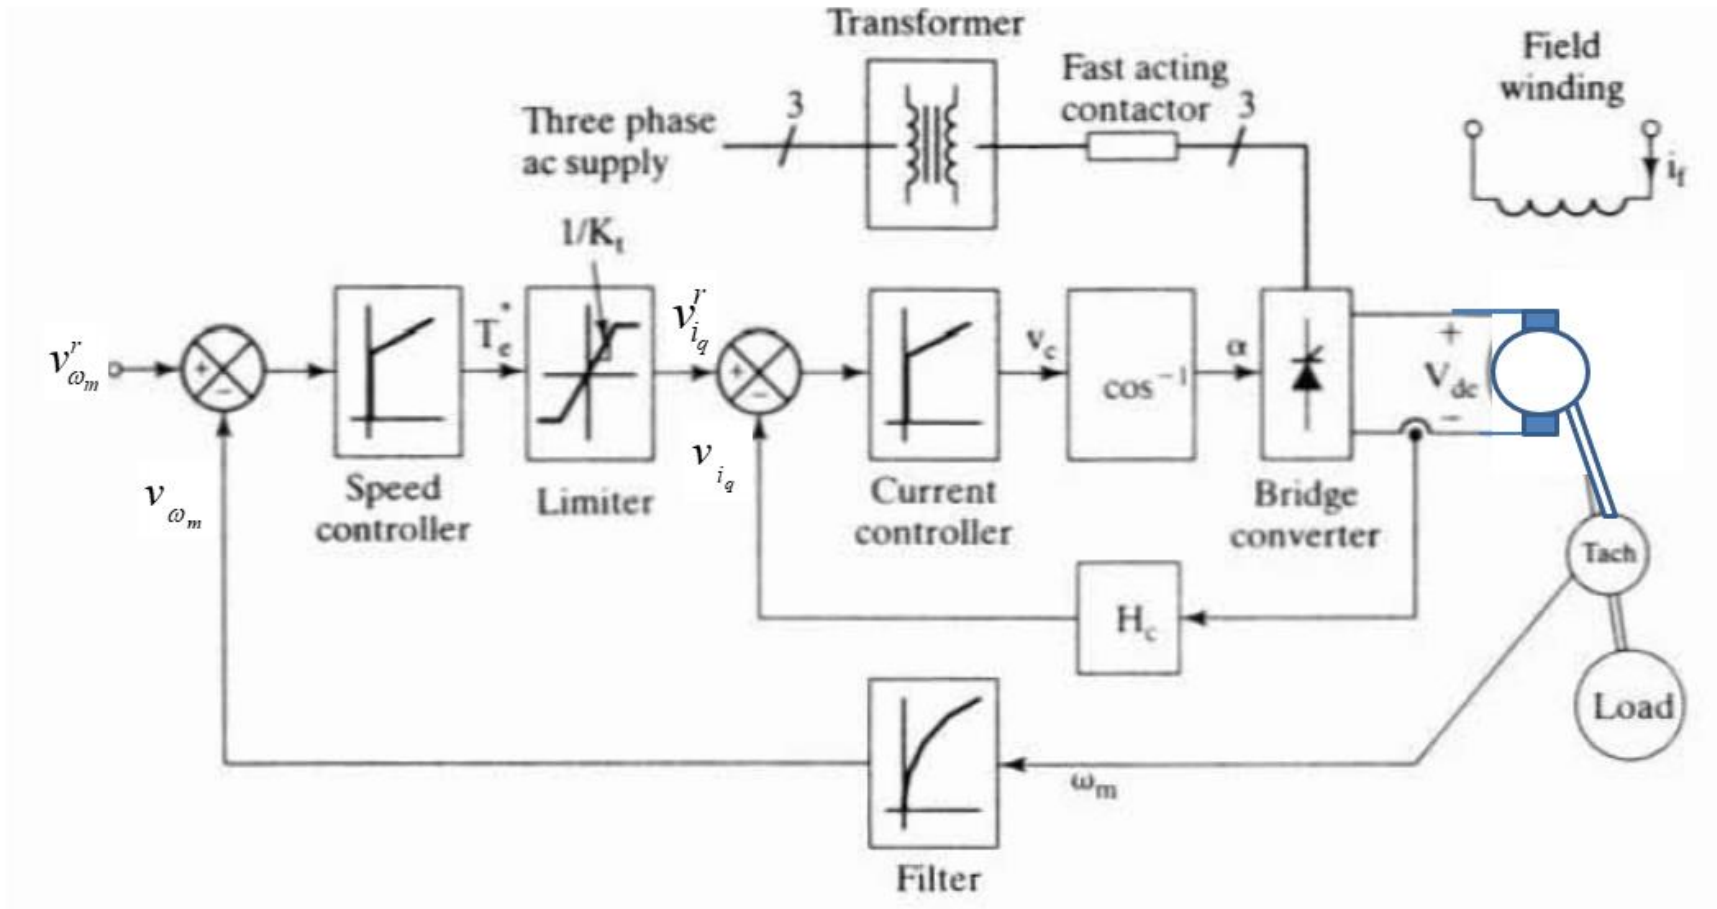 Transformer
Field
winding
Fast acting
contactor
3
3
Three phase
ac supply
i_f
1/K_t
v^r_{ω_m}
+
−
T_e^*
v^r_{i_q}
+
−
v_c
cos^{-1}
α
+
V_{dc}
−
v_{i_q}
v_{ω_m}
Speed
controller
Limiter
Current
controller
Bridge
converter
Tach
H_c
Load
ω_m
Filter